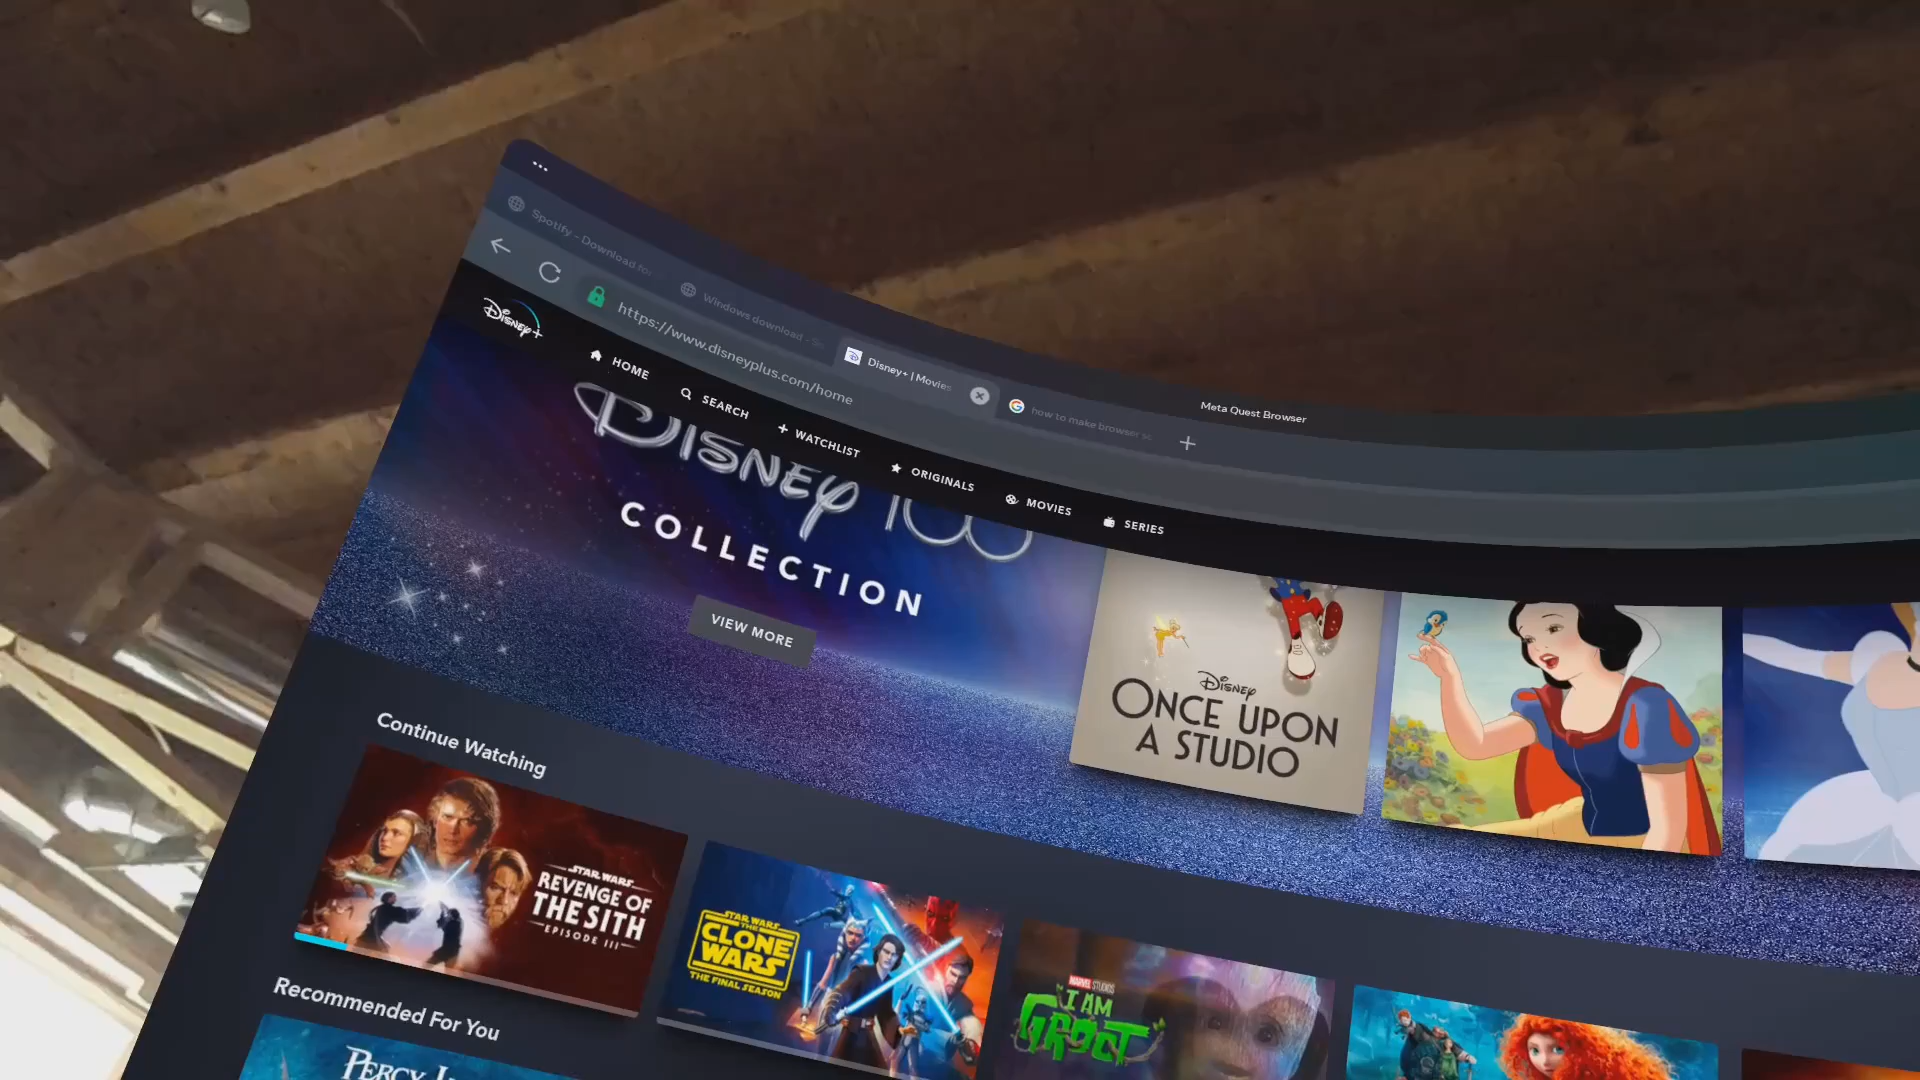 Spotify - Download for
Windows download - S
Disney+ | Movies
how to make browser sc
Meta Quest Browser
https://www.disneyplus.com/home
Disney+
HOME
SEARCH
WATCHLIST
ORIGINALS
MOVIES
SERIES
DISNEY 100
COLLECTION
VIEW MORE
DISNEY
ONCE UPON
A STUDIO
Continue Watching
STAR WARS
REVENGE OF
THE SITH
EPISODE III
STAR WARS
THE
CLONE
WARS
THE FINAL SEASON
MARVEL STUDIOS
I AM
GROOT
Recommended For You
PERCY